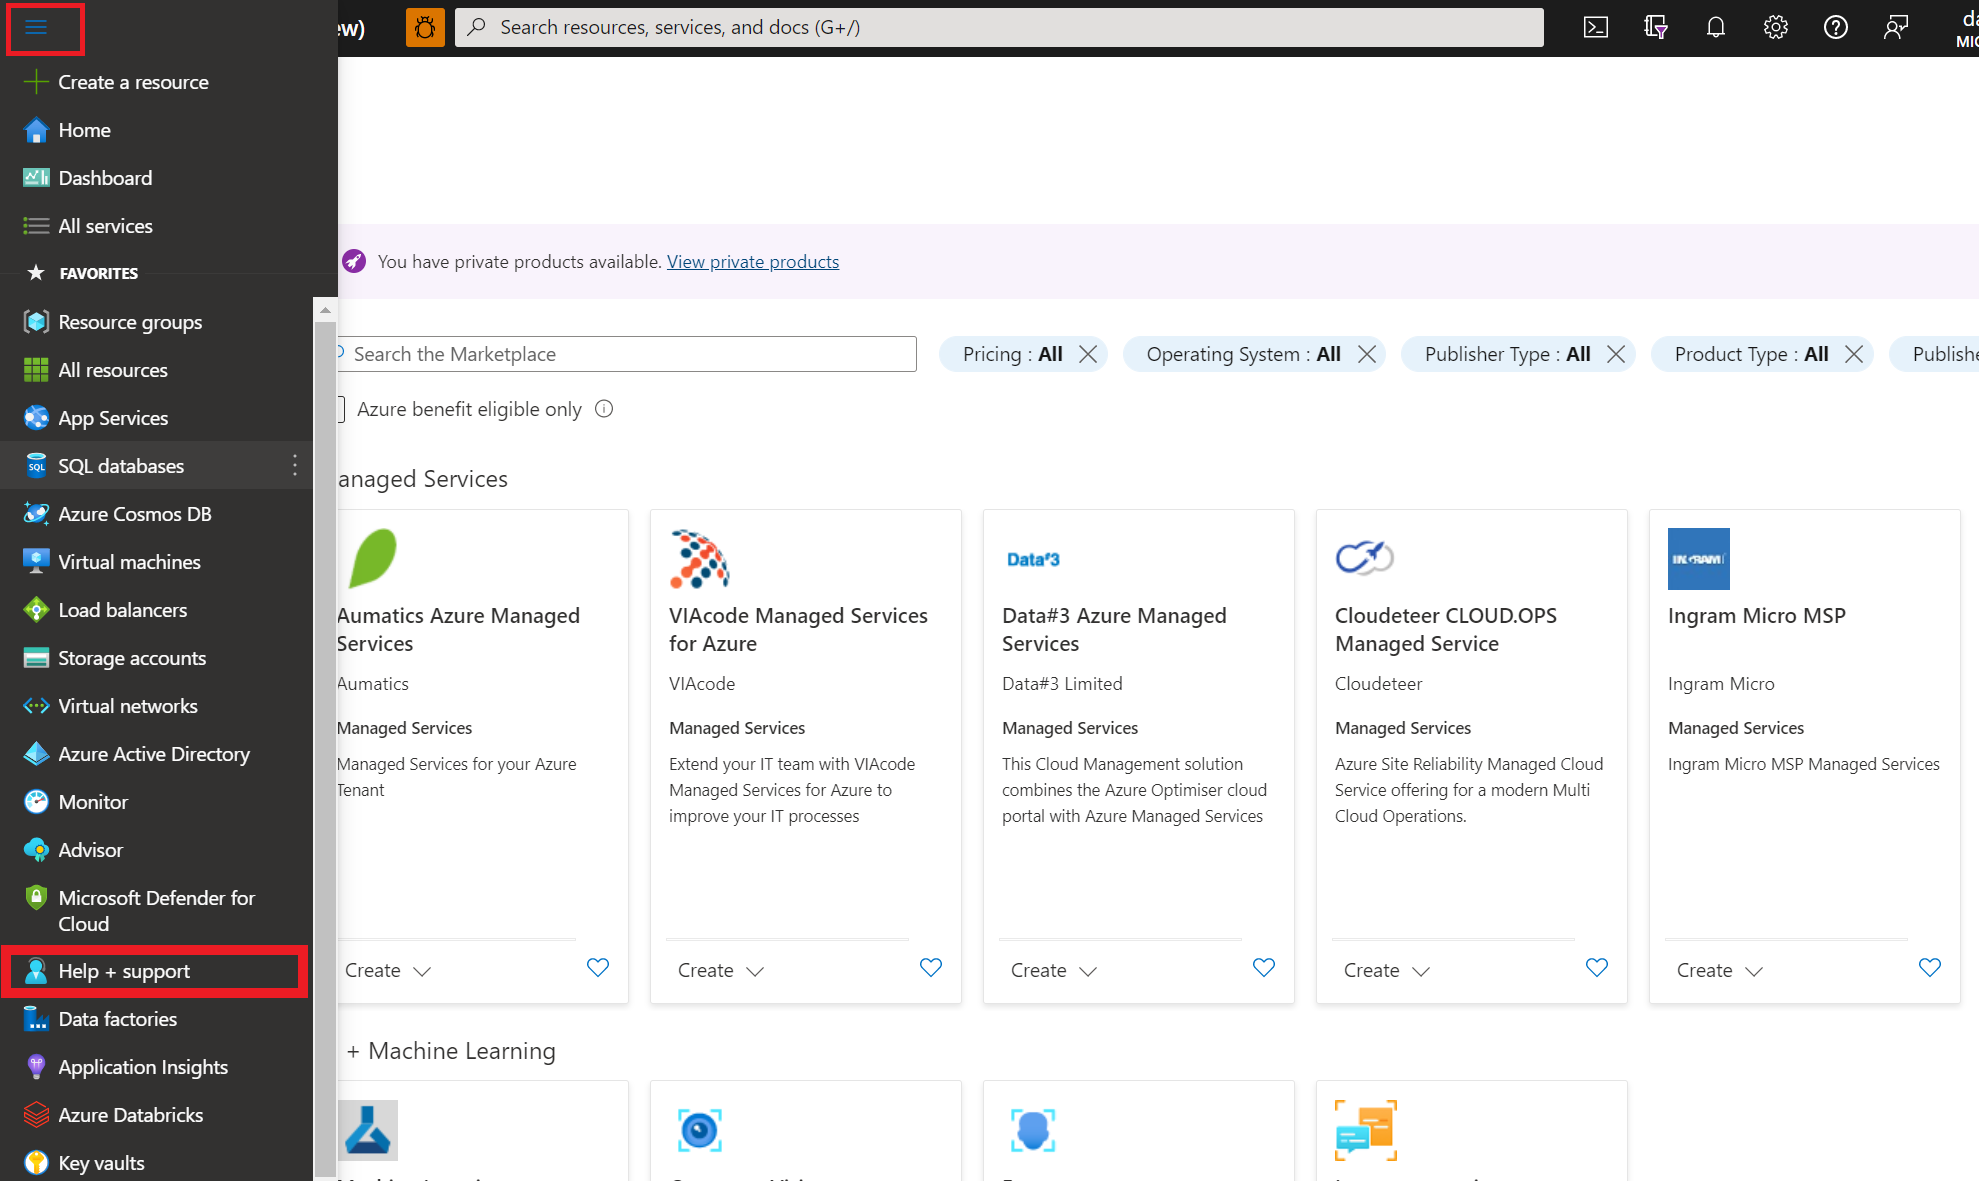 ew)
Search resources, services, and docs (G+/)
MIC
Create a resource
Home
Dashboard
All services
FAVORITES
Resource groups
All resources
App Services
SQL databases
Azure Cosmos DB
Virtual machines
Load balancers
Storage accounts
Virtual networks
Azure Active Directory
Monitor
Advisor
Microsoft Defender for
Cloud
Help + support
Data factories
Application Insights
Azure Databricks
Key vaults
You have private products available. View private products
Search the Marketplace
Pricing : All
Operating System : All
Publisher Type : All
Product Type : All
Publishe
Azure benefit eligible only
anaged Services
Aumatics Azure Managed
Services
Aumatics
Managed Services
Managed Services for your Azure
Tenant
Create
VIAcode Managed Services
for Azure
VIAcode
Managed Services
Extend your IT team with VIAcode
Managed Services for Azure to
improve your IT processes
Create
Data#3
Data#3 Azure Managed
Services
Data#3 Limited
Managed Services
This Cloud Management solution
combines the Azure Optimiser cloud
portal with Azure Managed Services
Create
Cloudeteer CLOUD.OPS
Managed Service
Cloudeteer
Managed Services
Azure Site Reliability Managed Cloud
Service offering for a modern Multi
Cloud Operations.
Create
INGRAM
Ingram Micro MSP
Ingram Micro
Managed Services
Ingram Micro MSP Managed Services
Create
+ Machine Learning